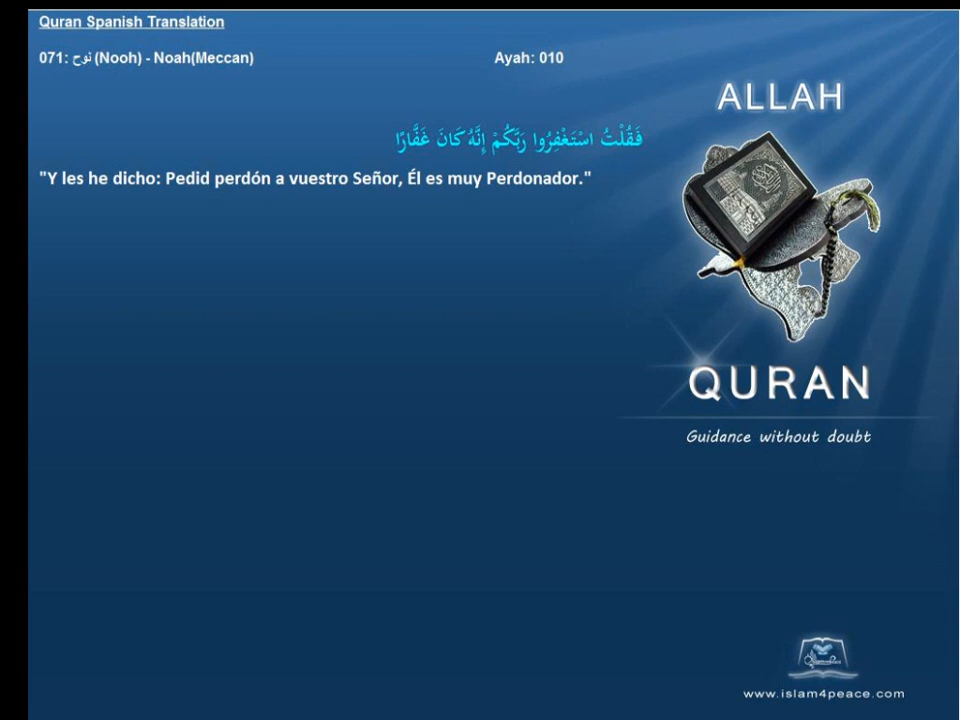 Quran Spanish Translation
071: نوح (Nooh) - Noah(Meccan) Ayah: 010
فَقُلْتُ اسْتَغْفِرُوا رَبَّكُمْ إِنَّهُ كَانَ غَفَّارًا
"Y les he dicho: Pedid perdón a vuestro Señor, Él es muy Perdonador."
ALLAH
QURAN
Guidance without doubt
www.islam4peace.com